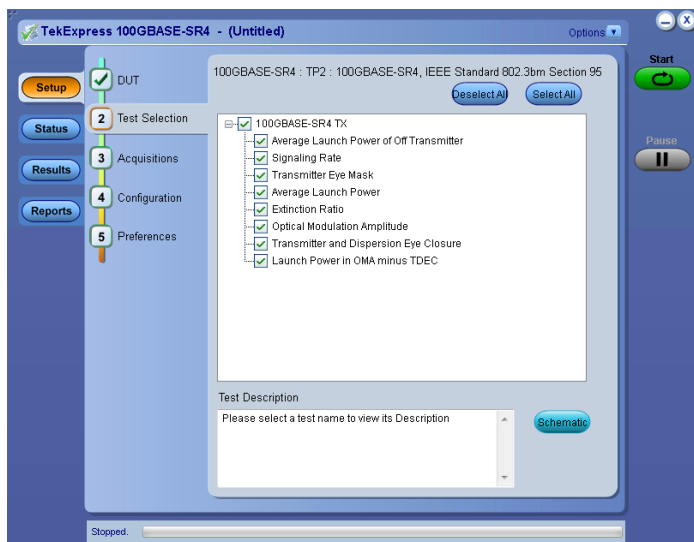 TekExpress 100GBASE-SR4 - (Untitled)
Options
Start
Pause
Setup
Status
Results
Reports
DUT
2 Test Selection
3 Acquisitions
4 Configuration
5 Preferences
100GBASE-SR4 : TP2 : 100GBASE-SR4, IEEE Standard 802.3bm Section 95
Deselect All
Select All
100GBASE-SR4 TX
Average Launch Power of Off Transmitter
Signaling Rate
Transmitter Eye Mask
Average Launch Power
Extinction Ratio
Optical Modulation Amplitude
Transmitter and Dispersion Eye Closure
Launch Power in OMA minus TDEC
Test Description
Please select a test name to view its Description
Schematic
Stopped.